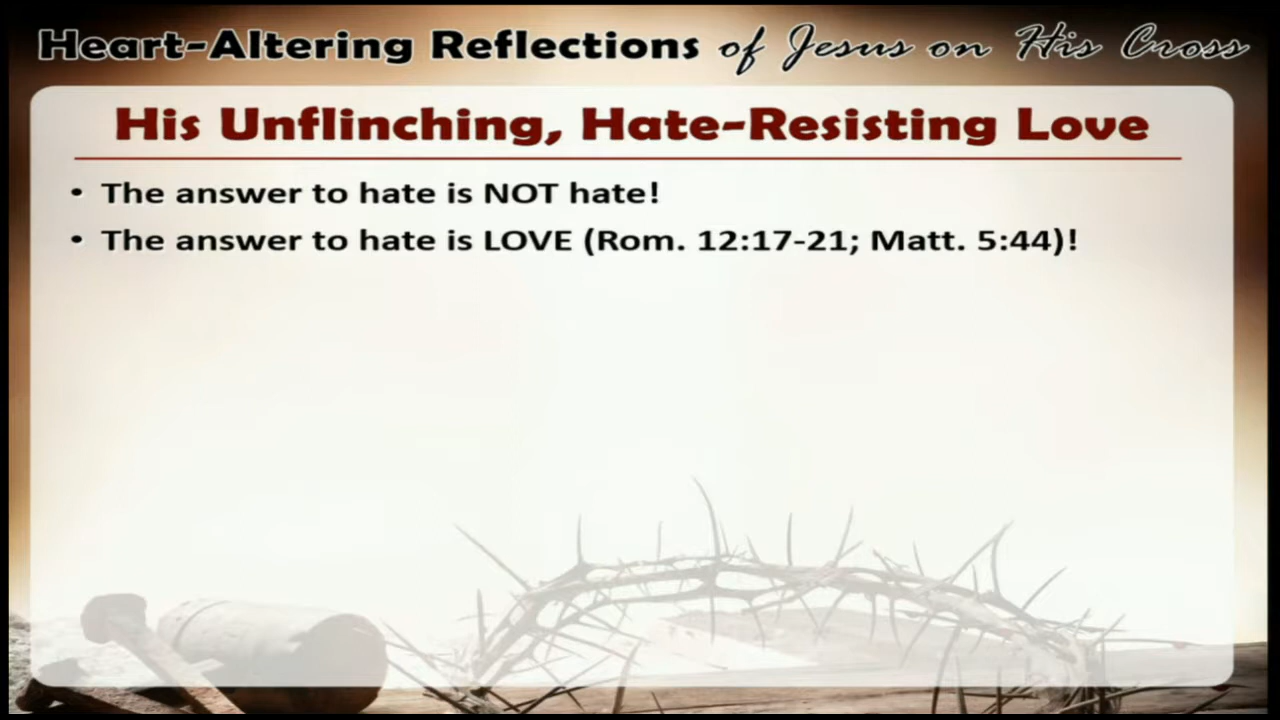 Heart-Altering Reflections of Jesus on His Cross
His Unflinching, Hate-Resisting Love
• The answer to hate is NOT hate!
• The answer to hate is LOVE (Rom. 12:17-21; Matt. 5:44)!